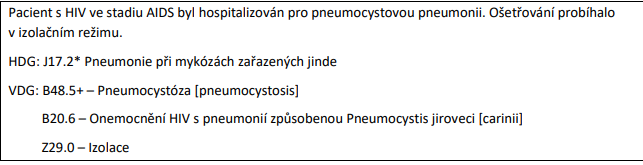 Pacient s HIV ve stadiu AIDS byl hospitalizován pro pneumocystovou pneumonii. Ošetřování probíhalo
v izolačním režimu.
HDG: J17.2* Pneumonie při mykózách zařazených jinde
VDG: B48.5+ – Pneumocystóza [pneumocystosis]
B20.6 – Onemocnění HIV s pneumonií způsobenou Pneumocystis jiroveci [carinii]
Z29.0 – Izolace